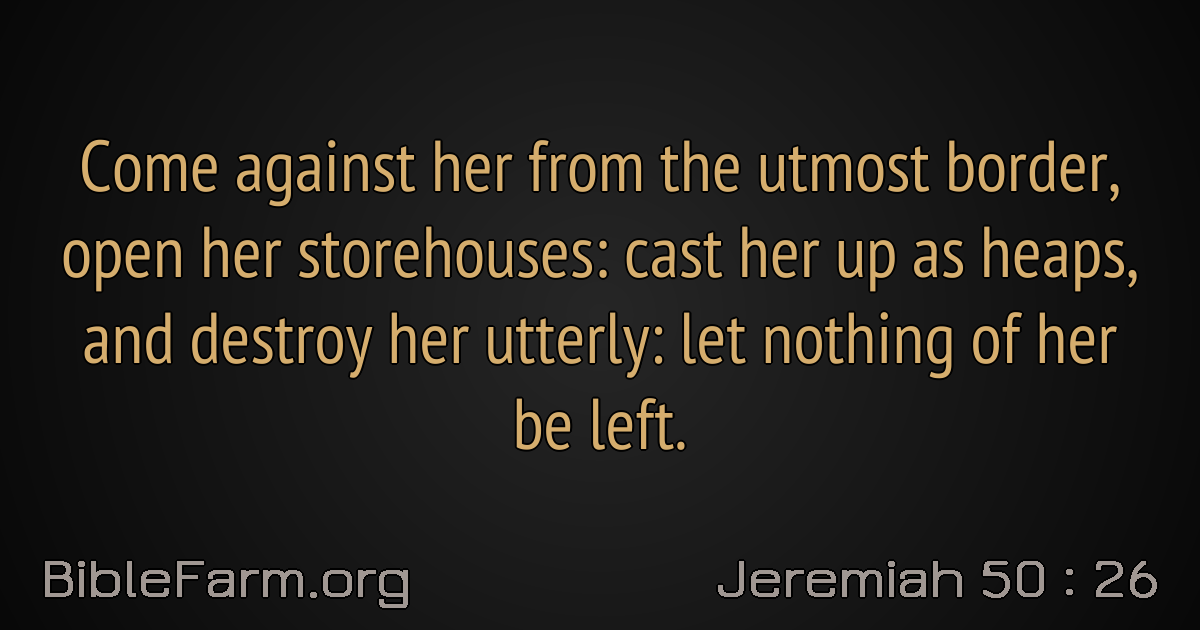 Come against her from the utmost border,
open her storehouses: cast her up as heaps,
and destroy her utterly: let nothing of her
be left.
BibleFarm.org
Jeremiah 50 : 26